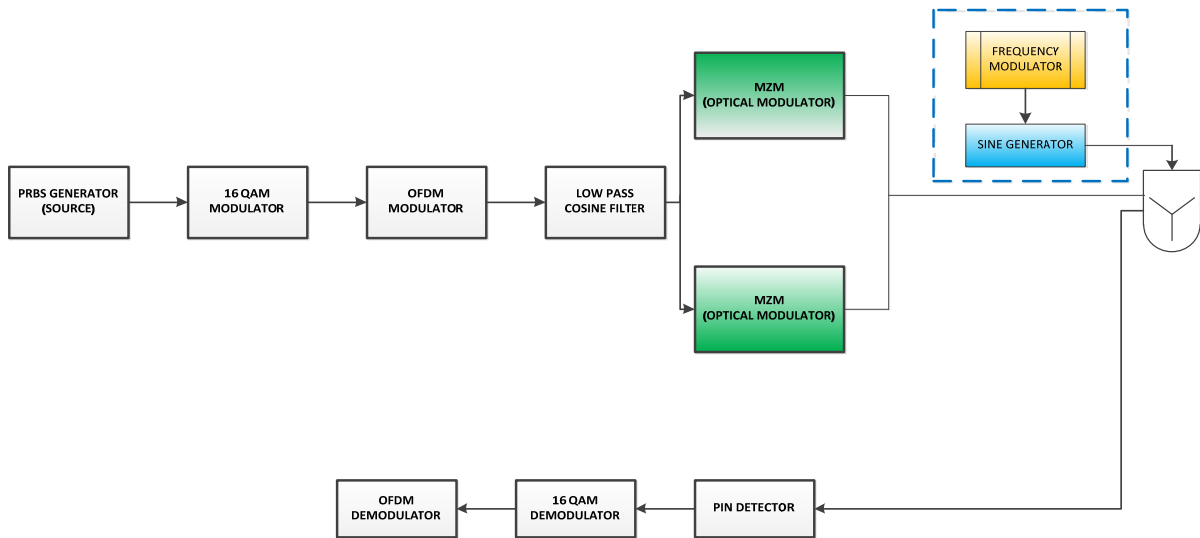 FREQUENCY
MODULATOR
MZM
(OPTICAL MODULATOR)
SINE GENERATOR
PRBS GENERATOR
(SOURCE)
16 QAM
MODULATOR
OFDM
MODULATOR
LOW PASS
COSINE FILTER
MZM
(OPTICAL MODULATOR)
OFDM
DEMODULATOR
16 QAM
DEMODULATOR
PIN DETECTOR